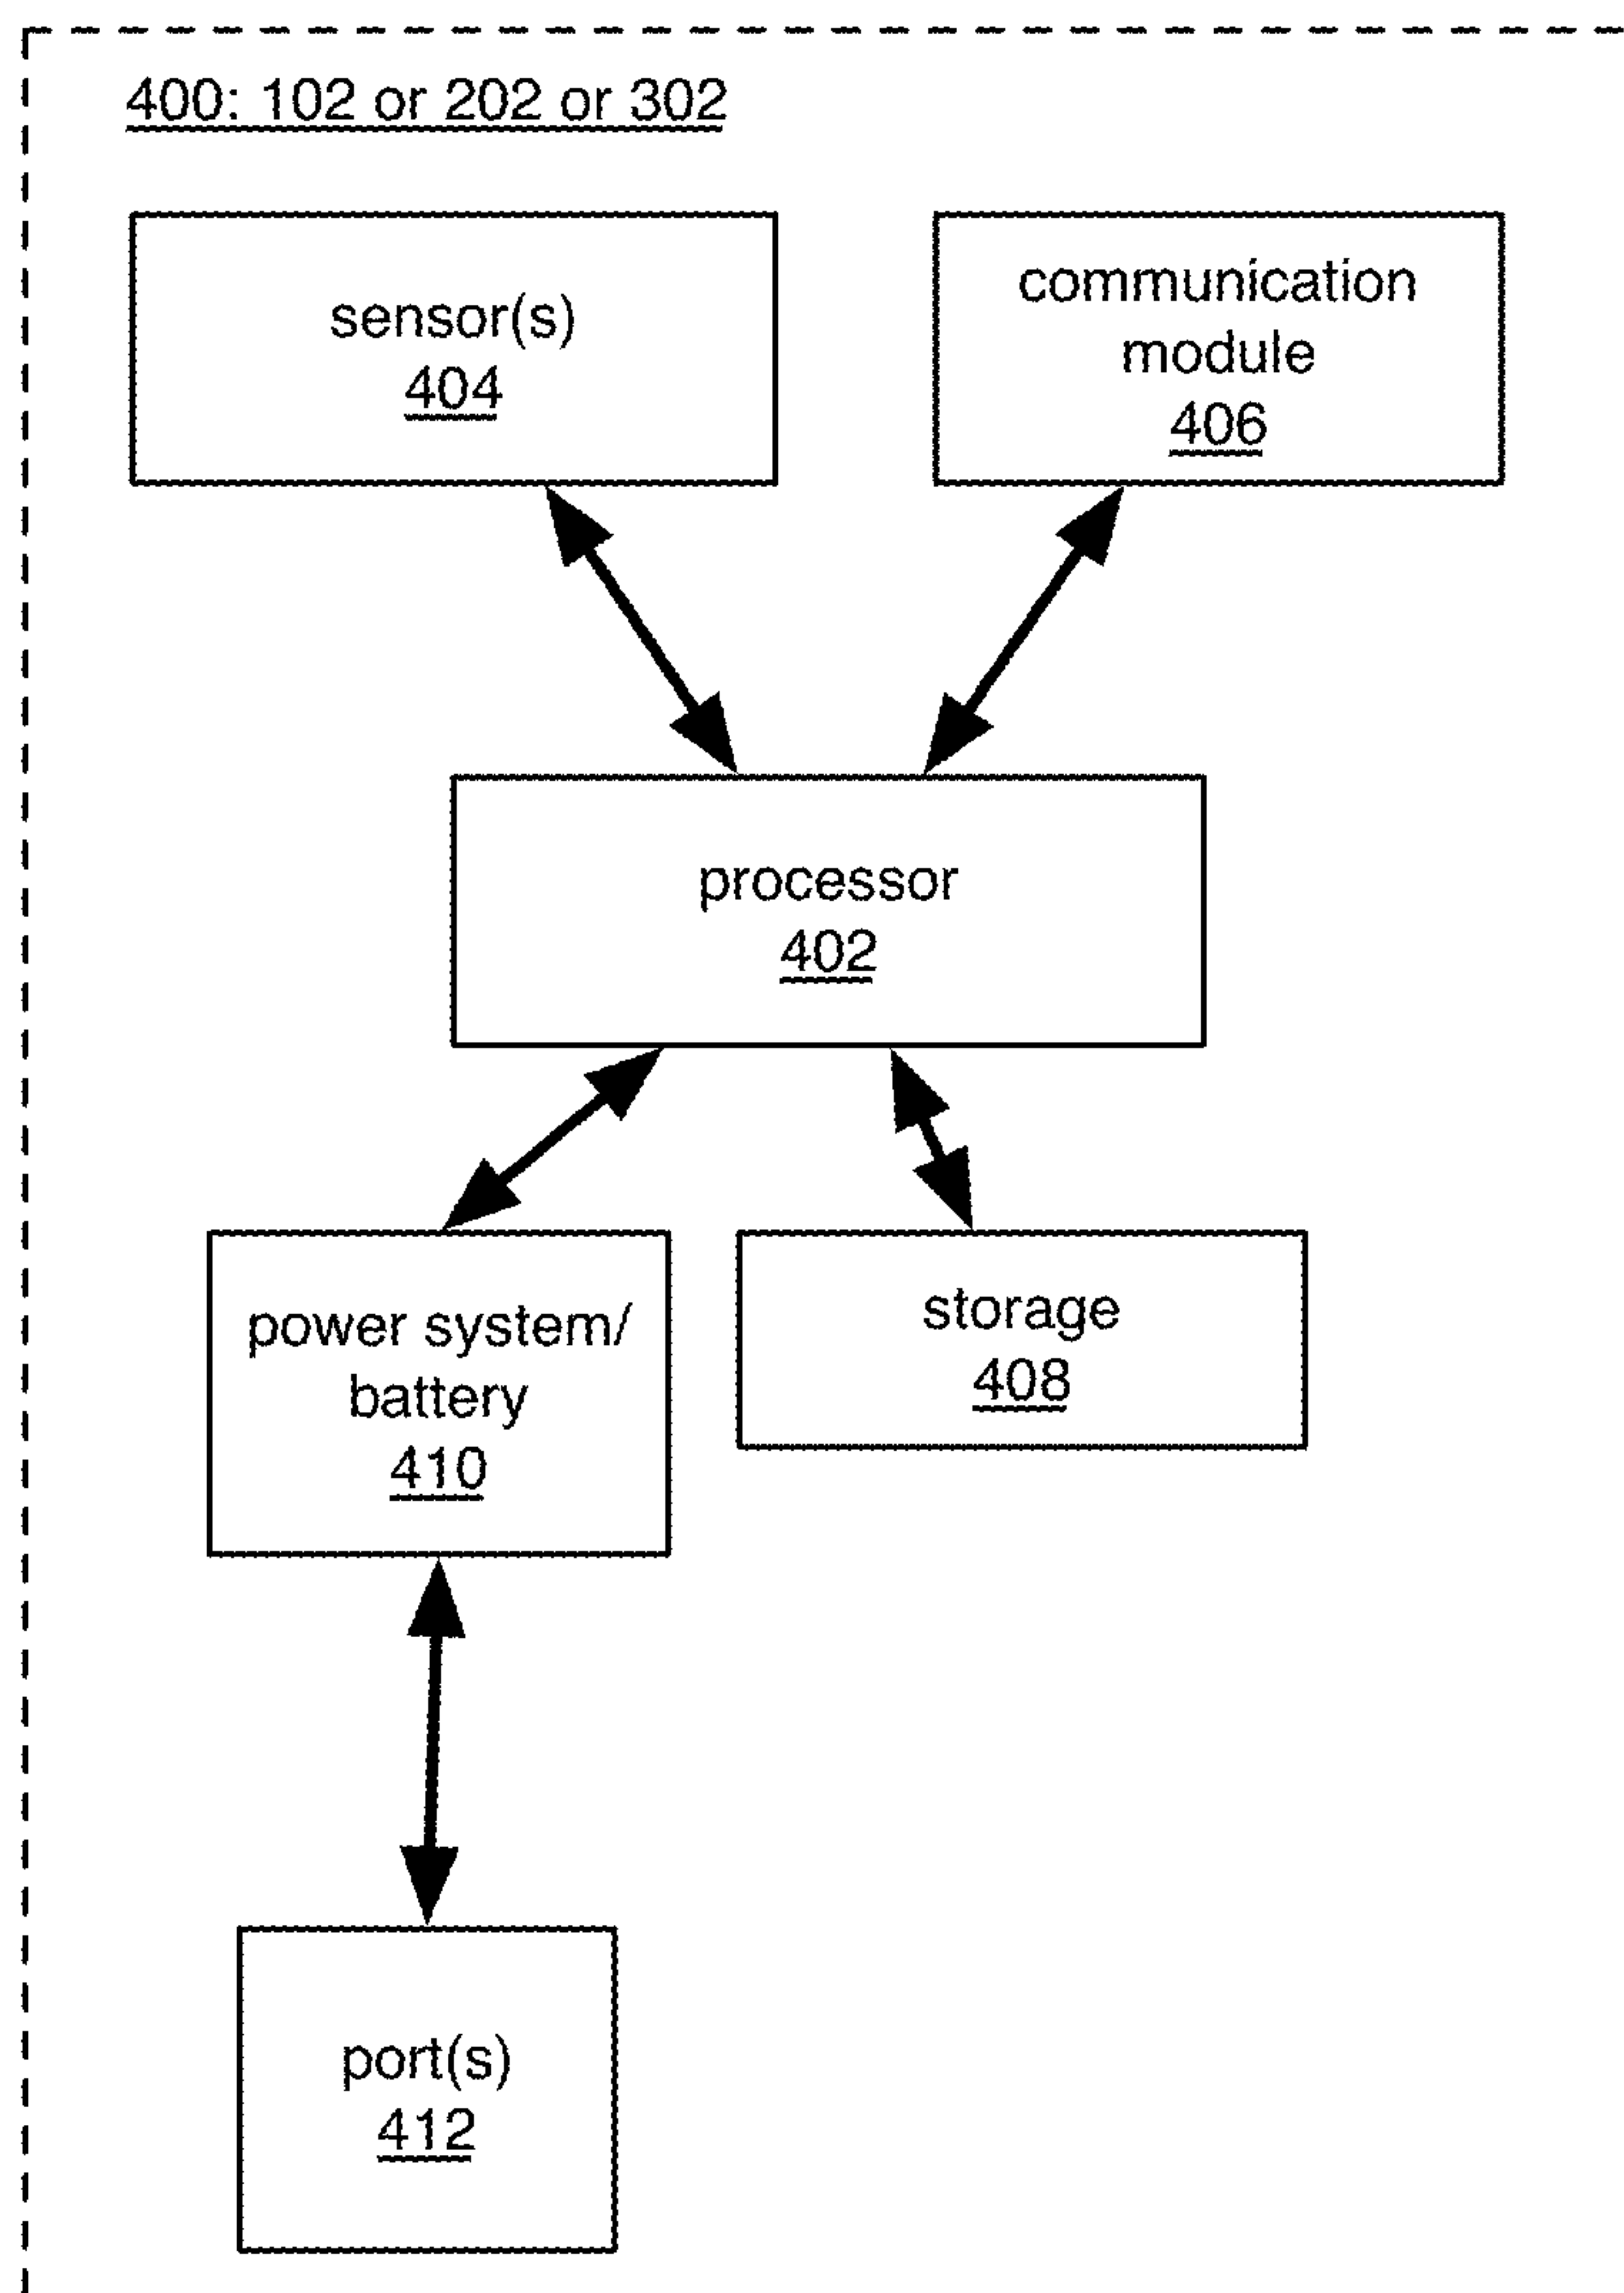 400: 102 or 202 or 302
sensor(s)
404
communication
module
406
processor
402
power system/
battery
410
storage
408
port(s)
412